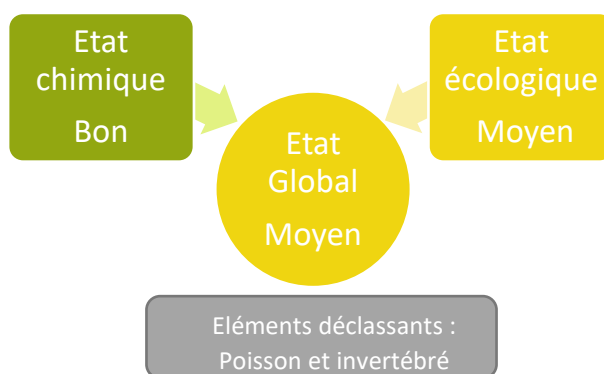 Etat
chimique
Bon
Etat
écologique
Moyen
Etat
Global
Moyen
Eléments déclassants :
Poisson et invertébré